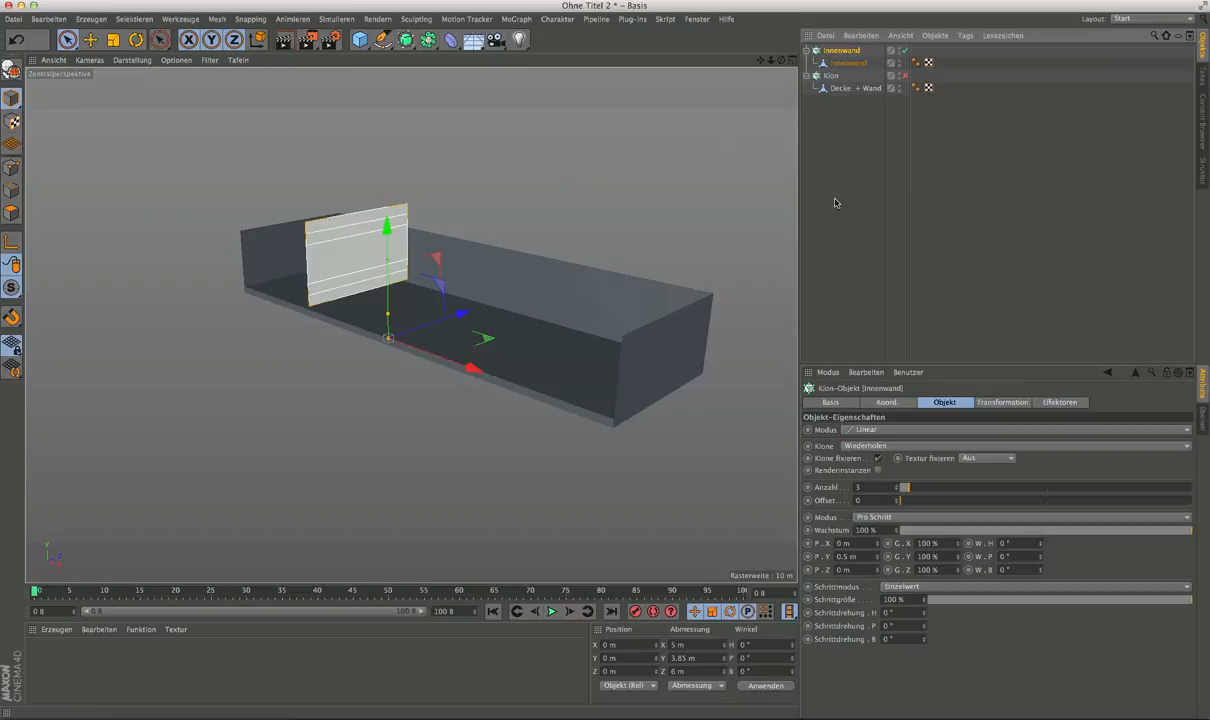 Ohne Titel 2 * – Basis
Datei Bearbeiten Erzeugen Selektieren Werkzeuge Mesh Snapping Animieren Simulieren Rendern Sculpting Motion Tracker MoGraph Charakter Pipeline Plug-ins Skript Fenster Hilfe Layout: Start
X Y Z
Datei Bearbeiten Ansicht Objekte Tags Lesezeichen
Innenwand
Innenwand
Klon
Decke + Wand
Ansicht Kameras Darstellung Optionen Filter Tafeln
Zentralperspektive
Y
Z
X
Rasterweite : 10 m
Objekte
Takes
Content Browser
Struktur
Modus Bearbeiten Benutzer
Klon-Objekt [Innenwand]
Basis Koord. Objekt Transformation Effektoren
Objekt-Eigenschaften
Modus Linear
Klone Wiederholen
Klone fixieren Textur fixieren Aus
Renderinstanzen
Anzahl 3
Offset 0
Modus Pro Schritt
Wachstum 100 %
P . X 0 m G . X 100 % W . H 0 °
P . Y 0.5 m G . Y 100 % W . P 0 °
P . Z 0 m G . Z 100 % W . B 0 °
Schrittmodus Einzelwert
Schrittgröße 100 %
Schrittdrehung . H 0 °
Schrittdrehung . P 0 °
Schrittdrehung . B 0 °
Attribute
Ebenen
0 5 10 15 20 25 30 35 40 45 50 55 60 65 70 75 80 85 90 95 0 B
0 B 0 B 100 B 100 B
Erzeugen Bearbeiten Funktion Textur
Position Abmessung Winkel
X 0 m X 5 m H 0 °
Y 0 m Y 3.85 m P 0 °
Z 0 m Z 6 m B 0 °
Objekt (Rel) Abmessung Anwenden
MAXON
CINEMA 4D